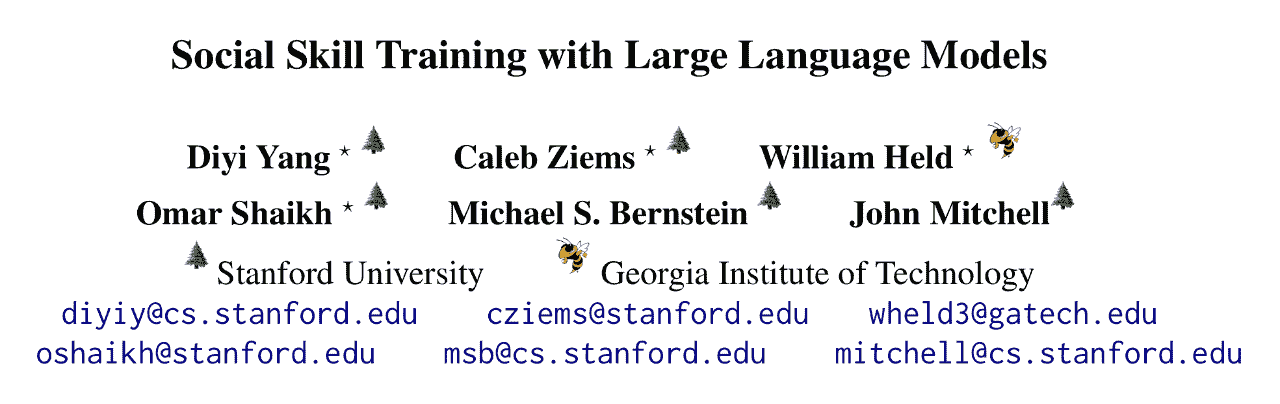 Social Skill Training with Large Language Models
Diyi Yang ⋆ Caleb Ziems ⋆ William Held ⋆
Omar Shaikh ⋆ Michael S. Bernstein John Mitchell
Stanford University Georgia Institute of Technology
diyiy@cs.stanford.edu cziems@stanford.edu wheld3@gatech.edu
oshaikh@stanford.edu msb@cs.stanford.edu mitchell@cs.stanford.edu